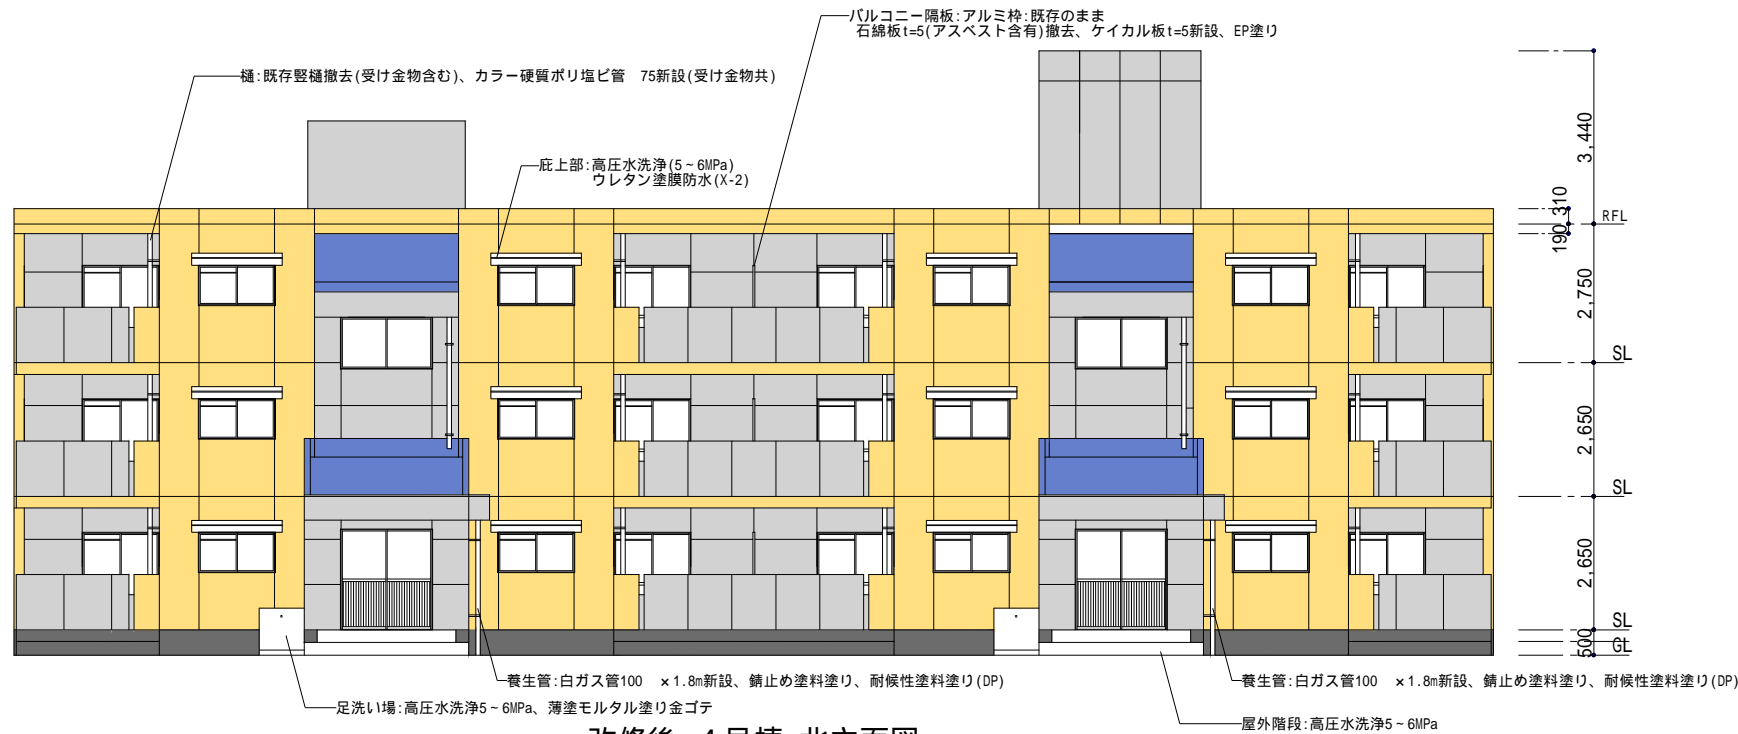 バルコニー隔板:アルミ枠:既存のまま
石綿板t=5(アスベスト含有)撤去、ケイカル板t=5新設、EP塗り
樋:既存竪樋撤去(受け金物含む)、カラー硬質ポリ塩ビ管 75新設(受け金物共)
庇上部:高圧水洗浄(5~6MPa)
ウレタン塗膜防水(X-2)
3,440
310
RFL
190
2,750
SL
2,650
SL
2,650
SL
500
GL
養生管:白ガス管100 ×1.8m新設、錆止め塗料塗り、耐候性塗料塗り(DP)
養生管:白ガス管100 ×1.8m新設、錆止め塗料塗り、耐候性塗料塗り(DP)
足洗い場:高圧水洗浄5~6MPa、薄塗モルタル塗り金ゴテ
屋外階段:高圧水洗浄5~6MPa
改修後 4号棟 北立面図